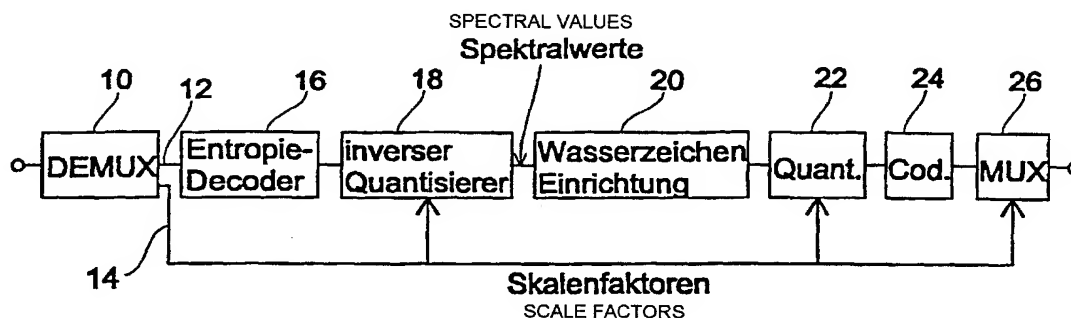 SPECTRAL VALUES
Spektralwerte
10
12
16
18
20
22
24
26
DEMUX
Entropie-
Decoder
inverser
Quantisierer
Wasserzeichen
Einrichtung
Quant.
Cod.
MUX
14
Skalenfaktoren
SCALE FACTORS